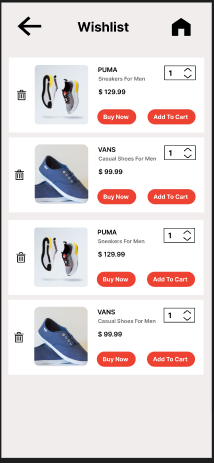 Wishlist
PUMA
Sneakers For Men
$ 129.99
1
Buy Now
Add To Cart
VANS
Casual Shoes For Men
$ 99.99
1
Buy Now
Add To Cart
PUMA
Sneakers For Men
$ 129.99
1
Buy Now
Add To Cart
VANS
Casual Shoes For Men
$ 99.99
1
Buy Now
Add To Cart